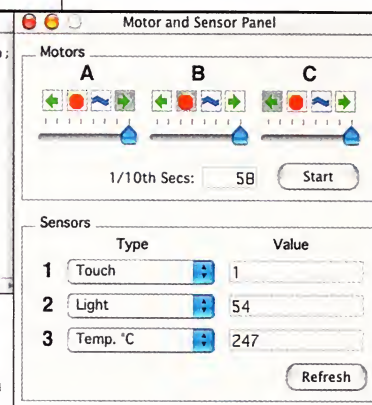 Motor and Sensor Panel
Motors
A B C
1/10th Secs: 58 Start
Sensors
Type Value
1 Touch 1
2 Light 54
3 Temp. °C 247
Refresh